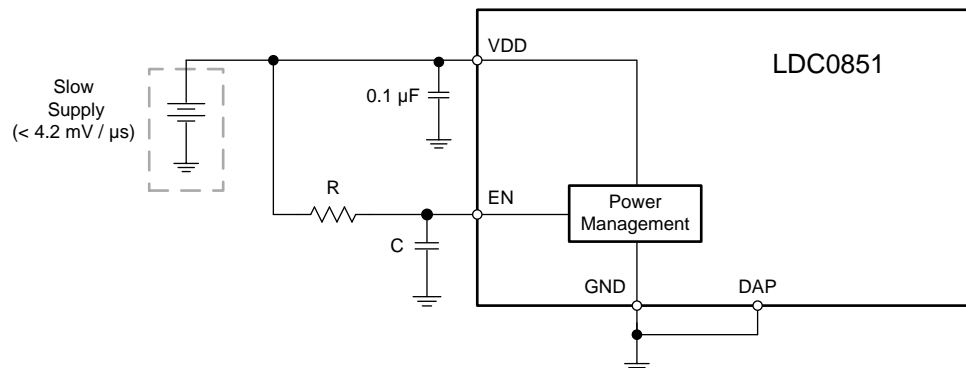 VDD
LDC0851
Slow
Supply
(< 4.2 mV / µs)
0.1 µF
R
EN
Power
Management
C
GND
DAP